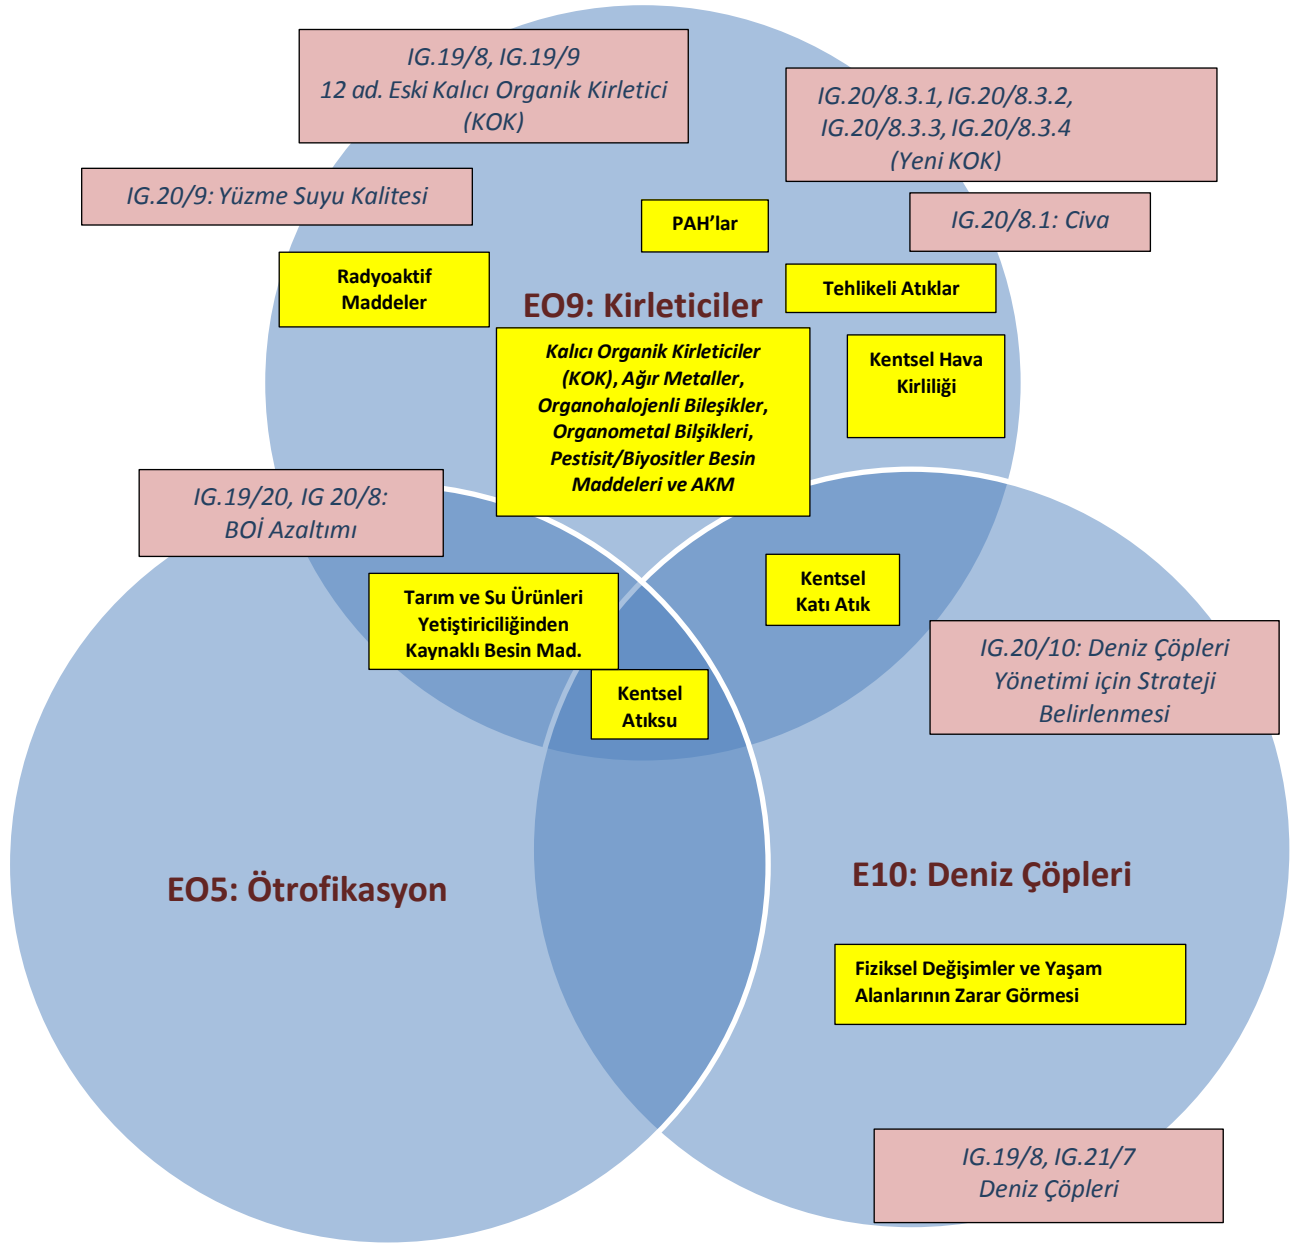 IG.19/8, IG.19/9
12 ad. Eski Kalıcı Organik Kirletici
(KOK)
IG.20/8.3.1, IG.20/8.3.2,
IG.20/8.3.3, IG.20/8.3.4
(Yeni KOK)
IG.20/9: Yüzme Suyu Kalitesi
PAH’lar
IG.20/8.1: Civa
Radyoaktif
Maddeler
Tehlikeli Atıklar
EO9: Kirleticiler
Kalıcı Organik Kirleticiler
(KOK), Ağır Metaller,
Organohalojenli Bileşikler,
Organometal Bilşikleri,
Pestisit/Biyositler Besin
Maddeleri ve AKM
Kentsel Hava
Kirliliği
IG.19/20, IG 20/8:
BOİ Azaltımı
Tarım ve Su Ürünleri
Yetiştiriciliğinden
Kaynaklı Besin Mad.
Kentsel
Katı Atık
Kentsel
Atıksu
IG.20/10: Deniz Çöpleri
Yönetimi için Strateji
Belirlenmesi
EO5: Ötrofikasyon
E10: Deniz Çöpleri
Fiziksel Değişimler ve Yaşam
Alanlarının Zarar Görmesi
IG.19/8, IG.21/7
Deniz Çöpleri